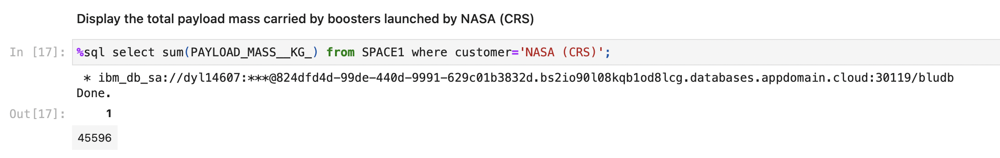 Display the total payload mass carried by boosters launched by NASA (CRS)
In [17]: %sql select sum(PAYLOAD_MASS__KG_) from SPACE1 where customer='NASA (CRS)';
* ibm_db_sa://dyl14607:***@824dfd4d-99de-440d-9991-629c01b3832d.bs2io90l08kqb1od8lcg.databases.appdomain.cloud:30119/bludb
Done.
Out[17]: 1
45596